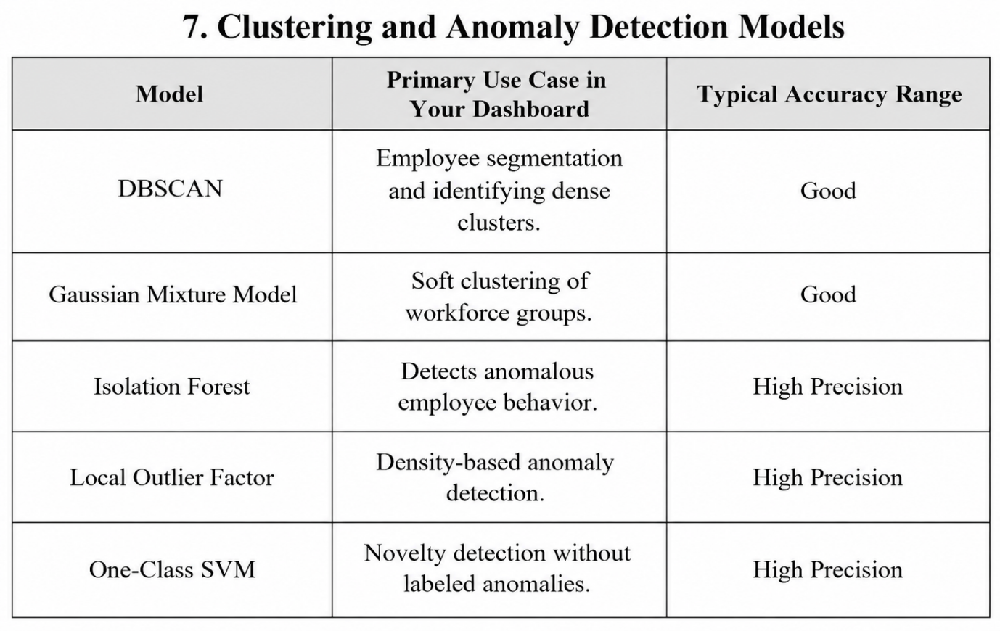 7. Clustering and Anomaly Detection Models
Model
Primary Use Case in
Your Dashboard
Typical Accuracy Range
DBSCAN
Employee segmentation
and identifying dense
clusters.
Good
Gaussian Mixture Model
Soft clustering of
workforce groups.
Good
Isolation Forest
Detects anomalous
employee behavior.
High Precision
Local Outlier Factor
Density-based anomaly
detection.
High Precision
One-Class SVM
Novelty detection without
labeled anomalies.
High Precision